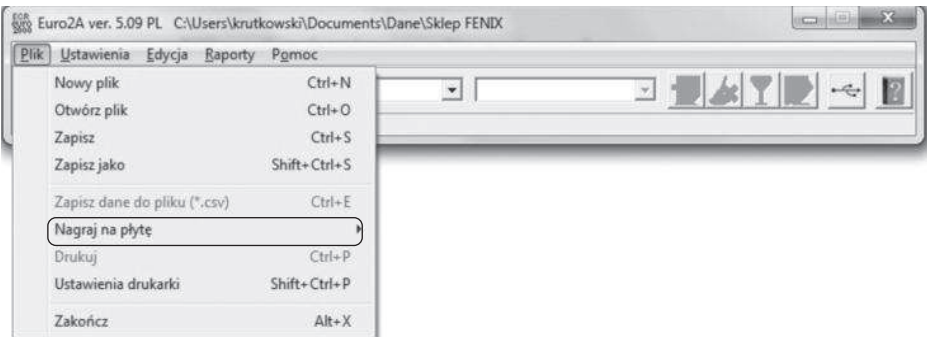 Euro2A ver. 5.09 PL C:\Users\krutkowski\Documents\Dane\Sklep FENIX
Plik Ustawienia Edycja Raporty Pomoc
Nowy plik Ctrl+N
Otwórz plik Ctrl+O
Zapisz Ctrl+S
Zapisz jako Shift+Ctrl+S
Zapisz dane do pliku (*.csv) Ctrl+E
Nagraj na płytę
Drukuj Ctrl+P
Ustawienia drukarki Shift+Ctrl+P
Zakończ Alt+X